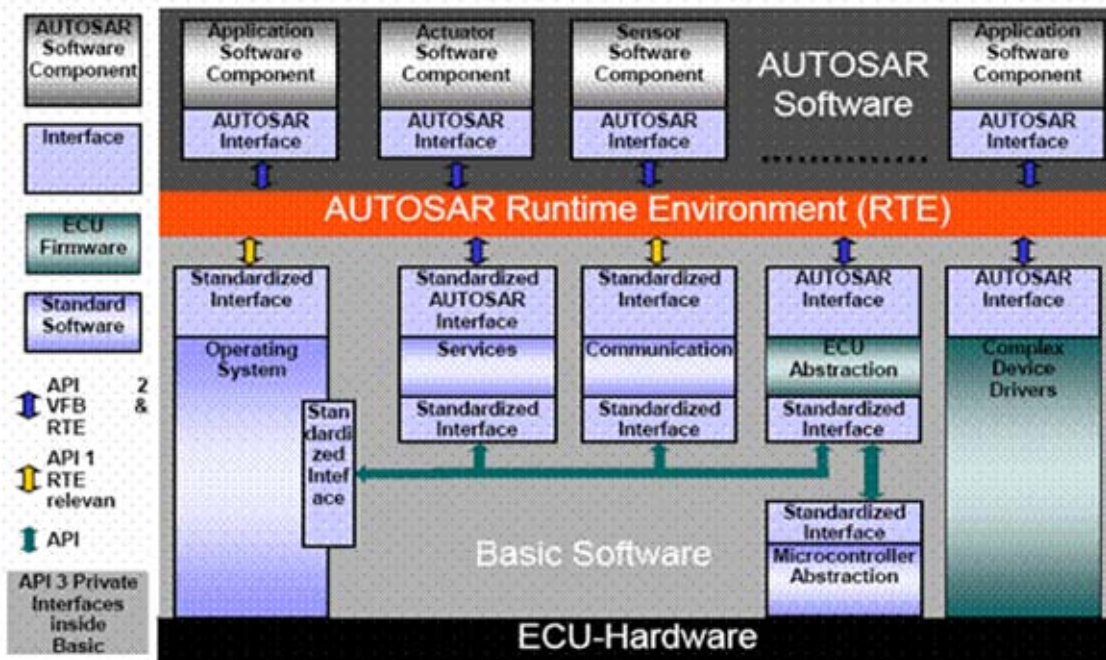 AUTOSAR
Software
Component
Interface
ECU
Firmware
Standard
Software
API 2
VFB &
RTE
API 1
RTE
relevan
API
API 3 Private
Interfaces
inside
Basic
Application
Software
Component
AUTOSAR
Interface
Actuator
Software
Component
AUTOSAR
Interface
Sensor
Software
Component
AUTOSAR
Interface
AUTOSAR
Software
Application
Software
Component
AUTOSAR
Interface
AUTOSAR Runtime Environment (RTE)
Standardized
Interface
Operating
System
Stan
dardi
zed
Intef
ace
Standardized
AUTOSAR
Interface
Services
Standardized
Interface
Standardized
Interface
Communication
Standardized
Interface
AUTOSAR
Interface
ECU
Abstraction
Standardized
Interface
Standardized
Interface
Microcontroller
Abstraction
AUTOSAR
Interface
Complex
Device
Drivers
Basic Software
ECU-Hardware